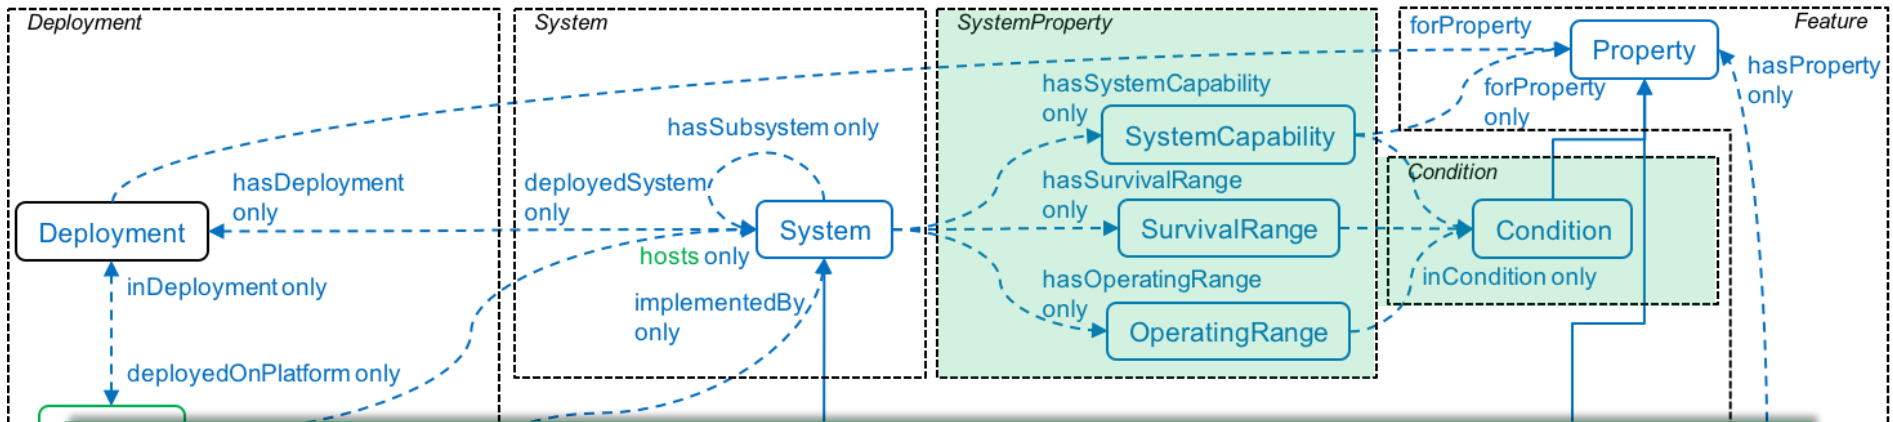 Deployment
System
SystemProperty
Feature
forProperty
Property
hasProperty
only
hasSystemCapability
only
forProperty
only
SystemCapability
hasSubsystem only
Condition
hasDeployment
only
deployedSystem
only
hasSurvivalRange
only
Deployment
System
SurvivalRange
Condition
hosts only
inDeployment only
implementedBy
only
hasOperatingRange
only
inCondition only
OperatingRange
deployedOnPlatform only